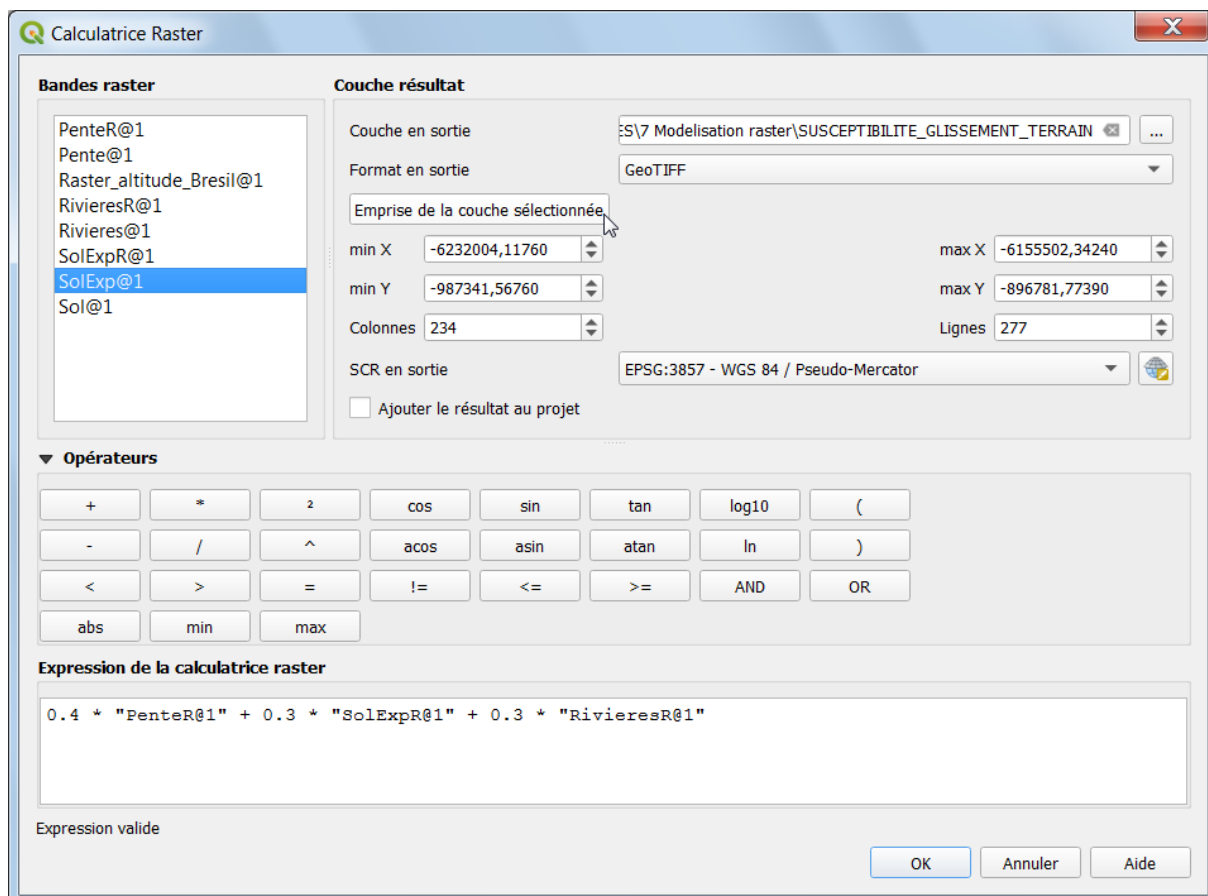 Calculatrice Raster
Bandes raster
PenteR@1
Pente@1
Raster_altitude_Bresil@1
RivieresR@1
Rivieres@1
SolExpR@1
SolExp@1
Sol@1
Couche résultat
Couche en sortie ES\7 Modelisation raster\SUSCEPTIBILITE_GLISSEMENT_TERRAIN ...
Format en sortie GeoTIFF
Emprise de la couche sélectionnée
min X -6232004,11760 max X -6155502,34240
min Y -987341,56760 max Y -896781,77390
Colonnes 234 Lignes 277
SCR en sortie EPSG:3857 - WGS 84 / Pseudo-Mercator
Ajouter le résultat au projet
Opérateurs
+ * ² cos sin tan log10 (
- / ^ acos asin atan ln )
< > = != <= >= AND OR
abs min max
Expression de la calculatrice raster
0.4 * "PenteR@1" + 0.3 * "SolExpR@1" + 0.3 * "RivieresR@1"
Expression valide
OK Annuler Aide